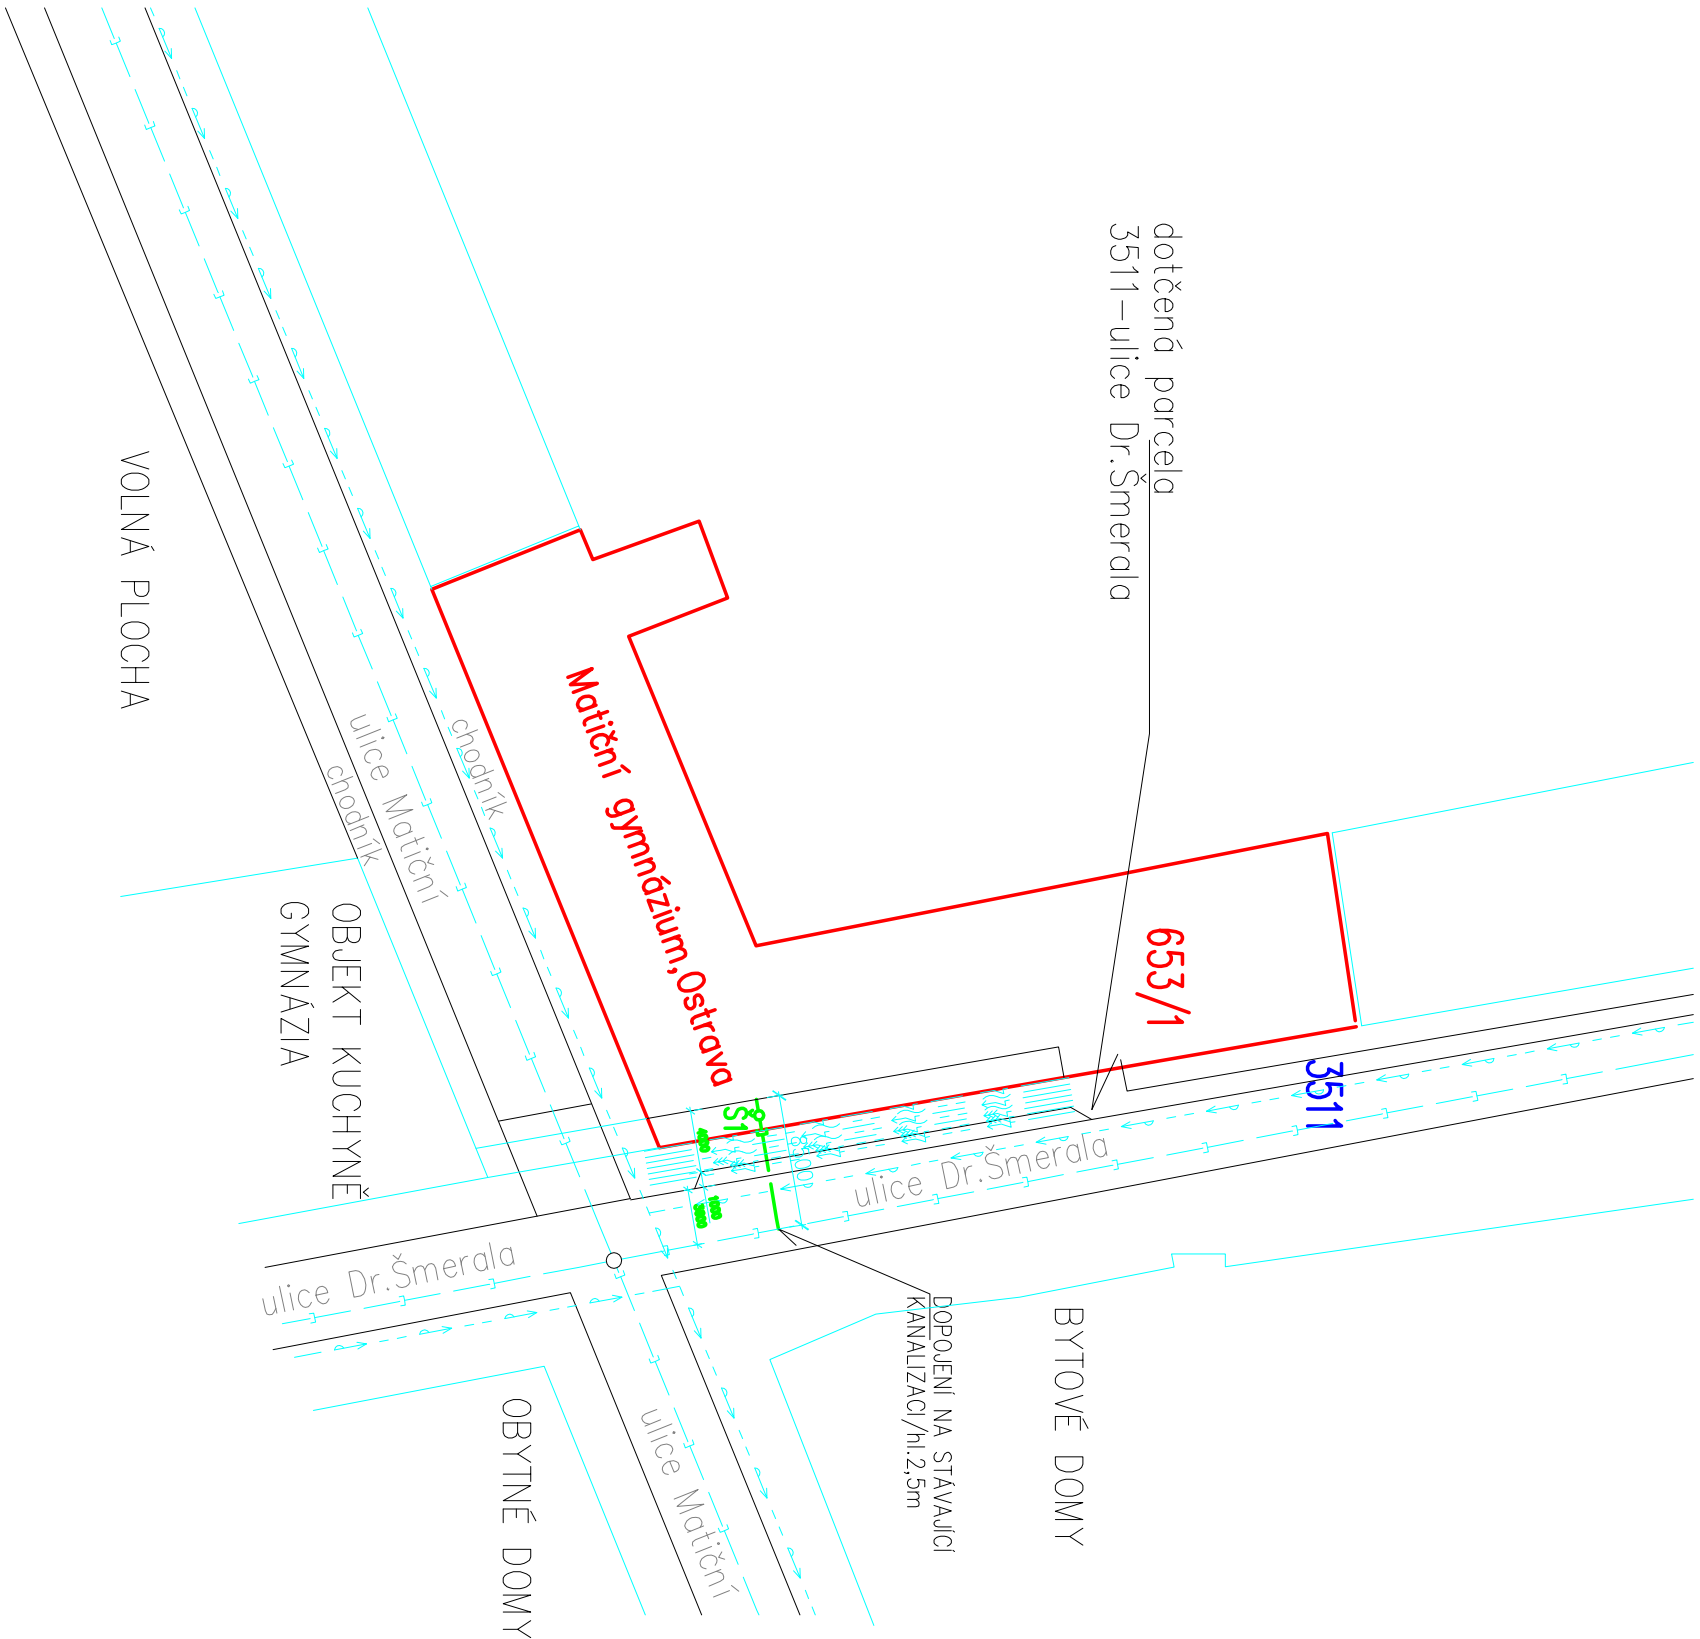 dotčená parcela
3511-ulice Dr.Šmerala
VOLNÁ PLOCHA
Matiční gymnázium,Ostrava
chodník
ulice Matiční
chodník
653/1
3511
OBJEKT KUCHYNĚ
GYMNÁZIA
Š1
ulice Dr.Šmerala
1000
ulice Dr.Šmerala
DOPOJENÍ NA STÁVAJÍCÍ
KANALIZACI/hl.2,5m
BYTOVÉ DOMY
OBYTNÉ DOMY
ulice Matiční